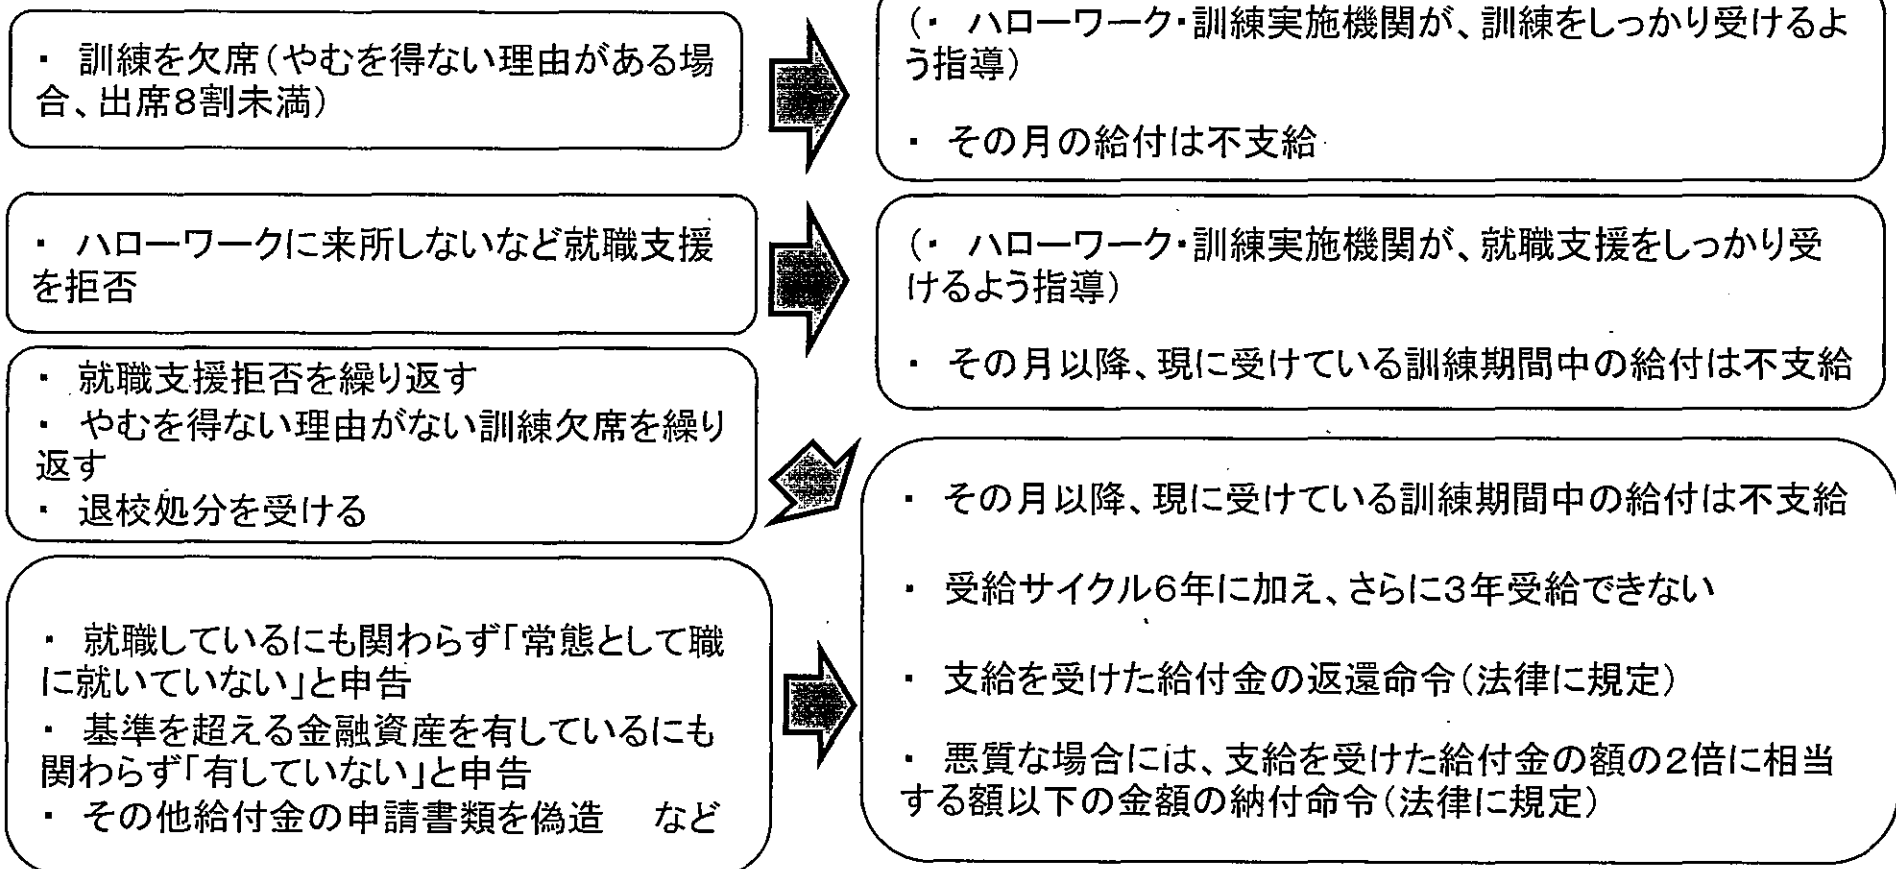 ・ 訓練を欠席(やむを得ない理由がある場
合、出席8割未満)
(・ ハローワーク・訓練実施機関が、訓練をしっかり受けるよ
う指導)
・ その月の給付は不支給
・ ハローワークに来所しないなど就職支援
を拒否
(・ ハローワーク・訓練実施機関が、就職支援をしっかり受
けるよう指導)
・ その月以降、現に受けている訓練期間中の給付は不支給
・ 就職支援拒否を繰り返す
・ やむを得ない理由がない訓練欠席を繰り
返す
・ 退校処分を受ける
・ 就職しているにも関わらず「常態として職
に就いていない」と申告
・ 基準を超える金融資産を有しているにも
関わらず「有していない」と申告
・ その他給付金の申請書類を偽造　など
・ その月以降、現に受けている訓練期間中の給付は不支給
・ 受給サイクル6年に加え、さらに3年受給できない
・ 支給を受けた給付金の返還命令(法律に規定)
・ 悪質な場合には、支給を受けた給付金の額の2倍に相当
する額以下の金額の納付命令(法律に規定)